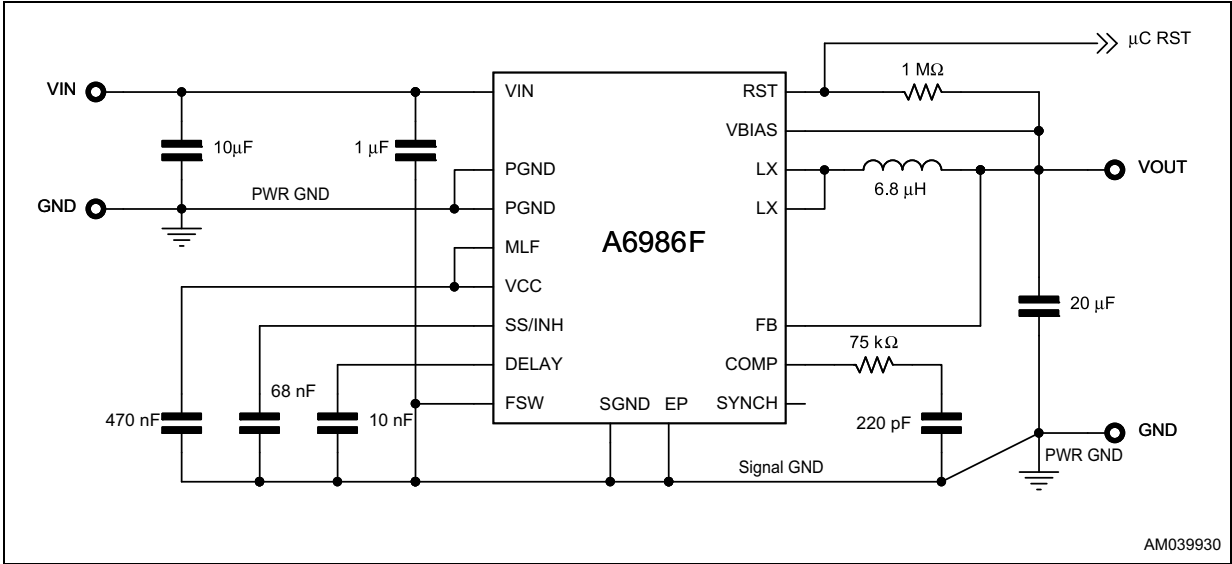 μC RST
1 MΩ
VIN
VIN
RST
VBIAS
10μF
1 μF
PGND
LX
VOUT
6.8 μH
PWR GND
GND
PGND
LX
A6986F
MLF
VCC
20 μF
SS/INH
FB
75 kΩ
DELAY
COMP
68 nF
470 nF
10 nF
FSW
SGND
EP
SYNCH
220 pF
GND
PWR GND
Signal GND
AM039930